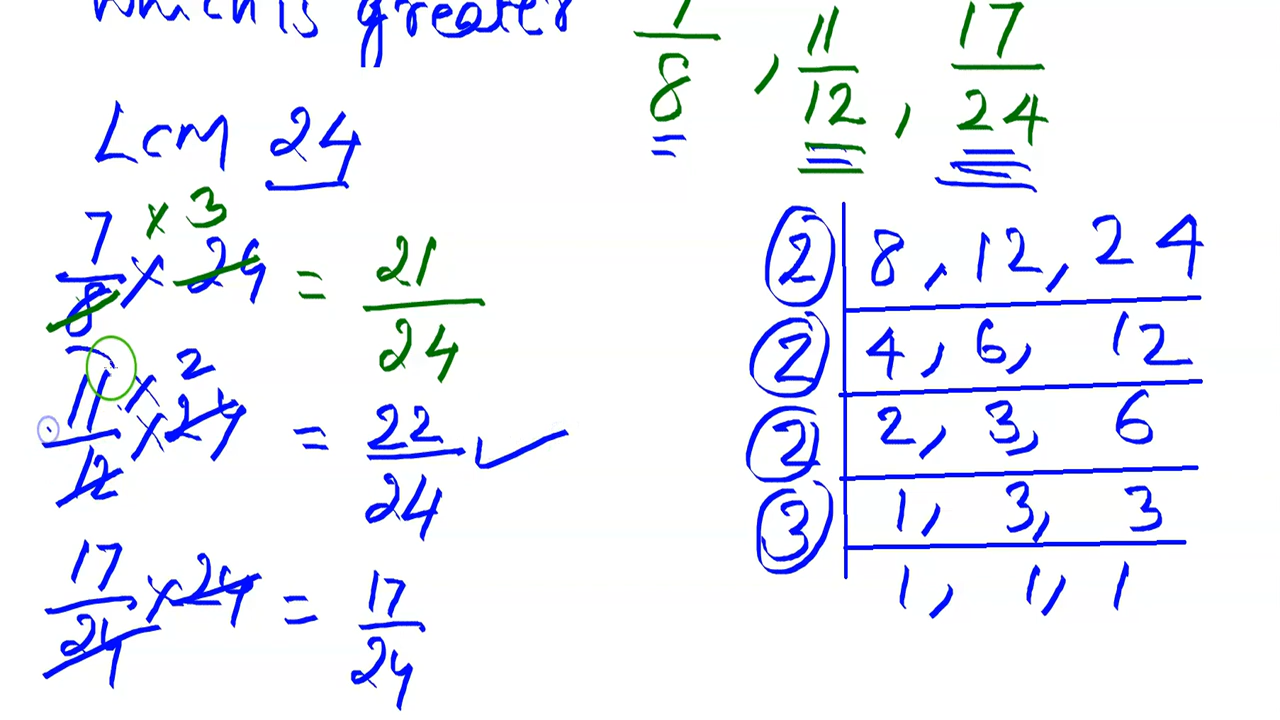 which is greater 7/8 , 11/12 , 17/24
LCM 24
7/8 × 24 × 3 = 21/24
11/12 × 24 × 2 = 22/24 ✓
17/24 × 24 = 17/24
2 | 8, 12, 24
2 | 4, 6, 12
2 | 2, 3, 6
3 | 1, 3, 3
1, 1, 1